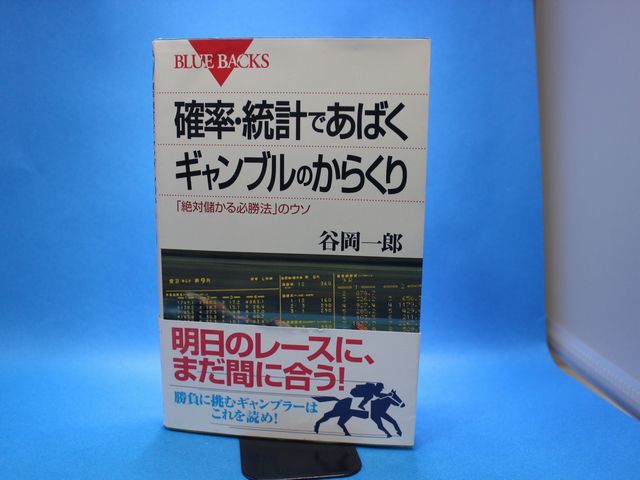 BLUE BACKS
確率・統計であばく
ギャンブルのからくり
「絶対儲かる必勝法」のウソ
谷岡一郎
明日のレースに、
まだ間に合う!
勝負に挑むギャンブラーは
これを読め!